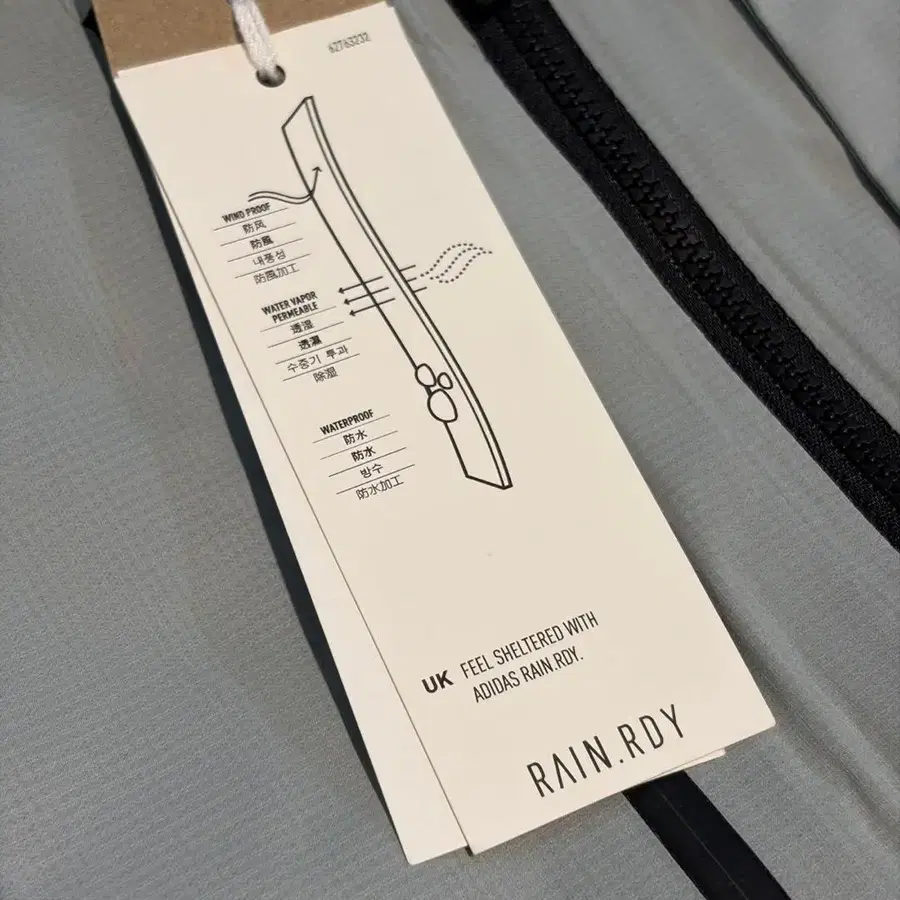 62763232
WIND PROOF
防风
防風
내풍성
防風加工
WATER VAPOR
PERMEABLE
透湿
透濕
수증기 투과
除湿
WATERPROOF
防水
防水
방수
防水加工
UK FEEL SHELTERED WITH
ADIDAS RAIN.RDY.
RAIN.RDY